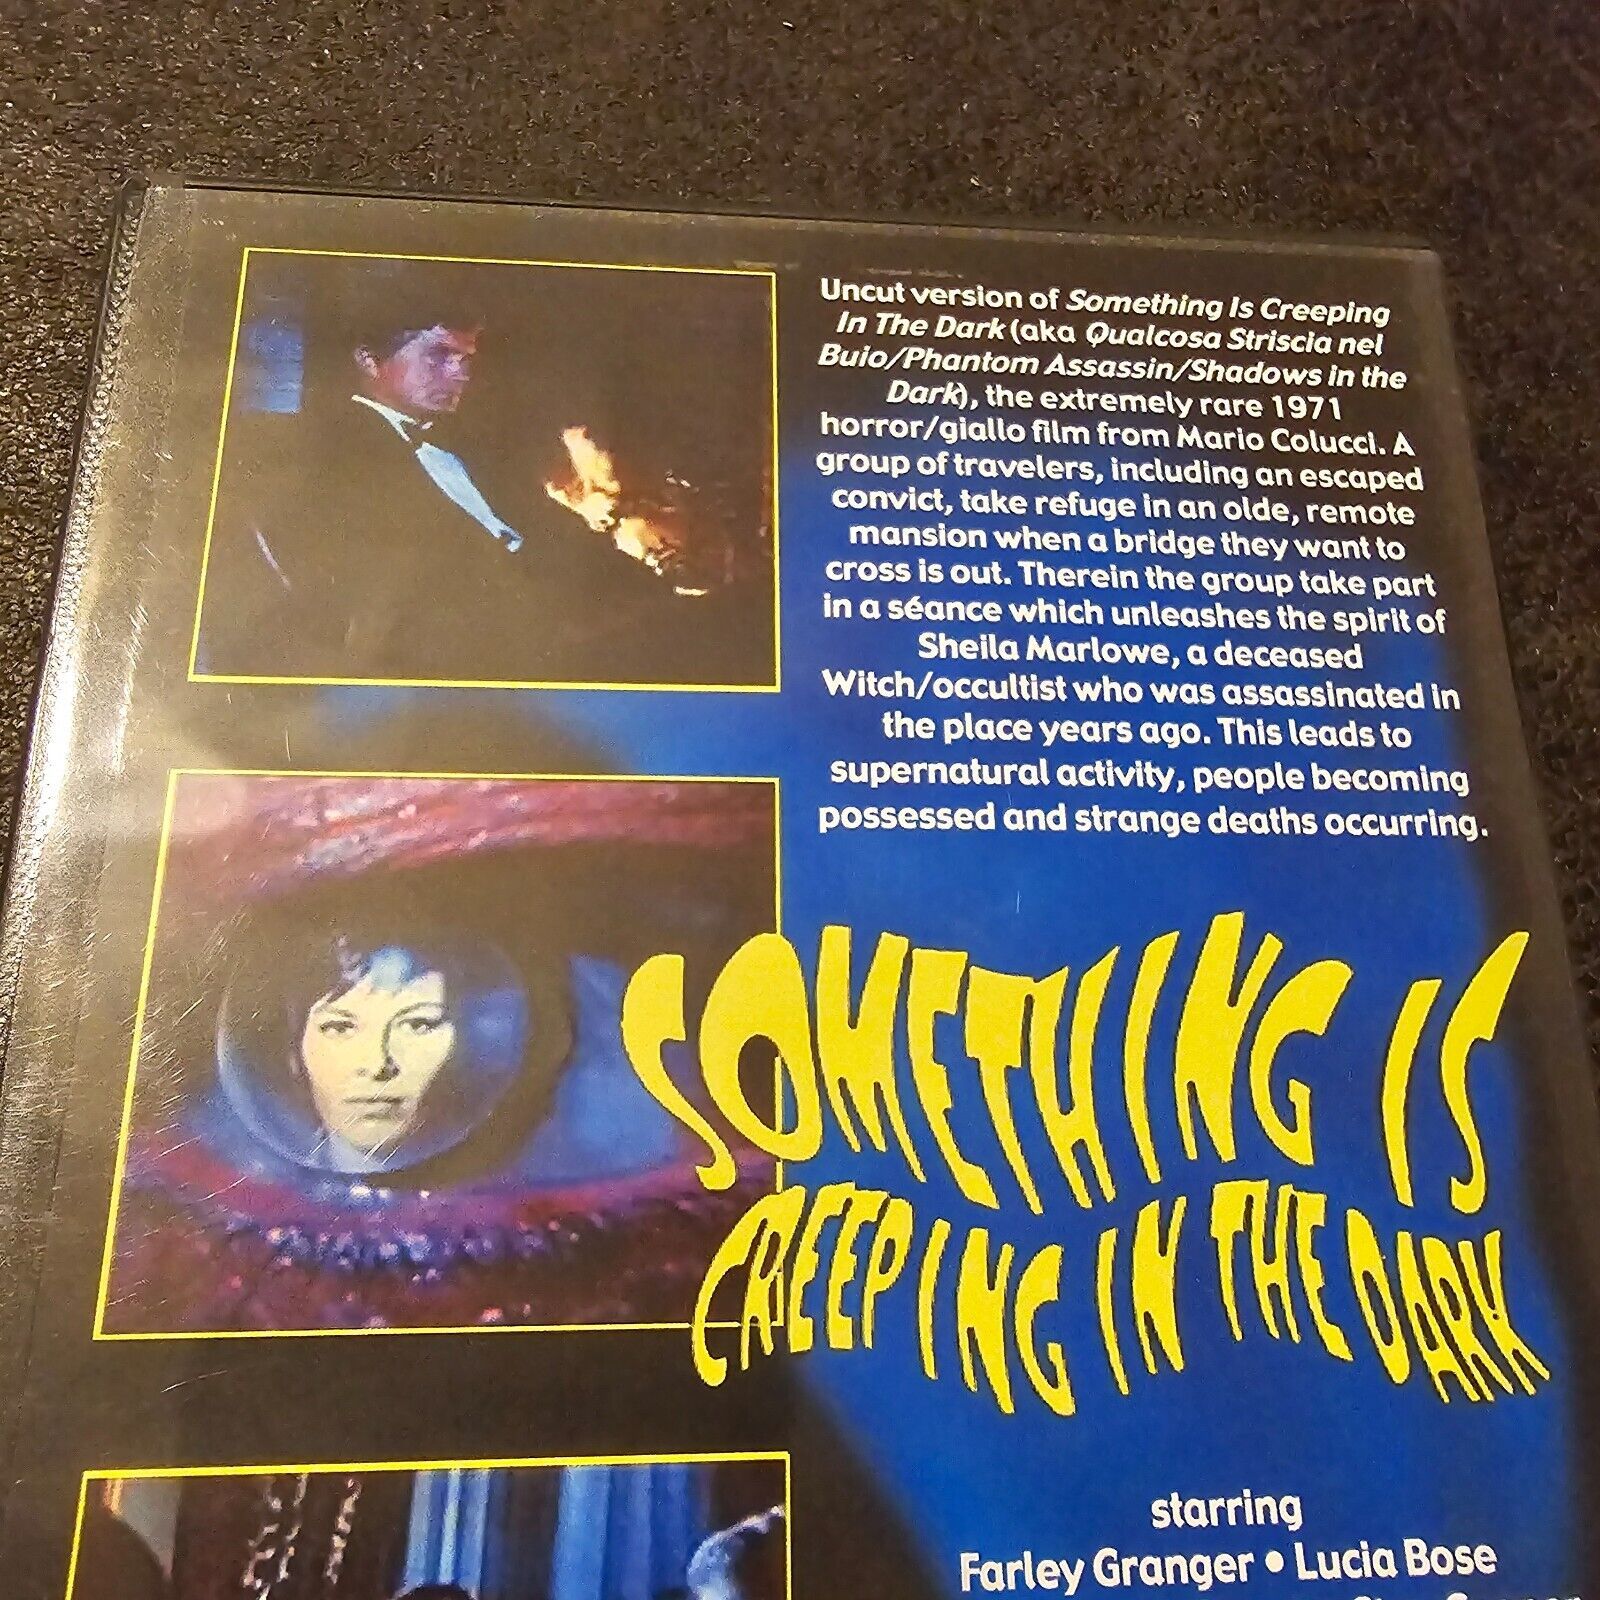 Uncut version of Something Is Creeping
In The Dark (aka Qualcosa Striscia nel
Buio/Phantom Assassin/Shadows in the
Dark), the extremely rare 1971
horror/giallo film from Mario Colucci. A
group of travelers, including an escaped
convict, take refuge in an olde, remote
mansion when a bridge they want to
cross is out. Therein the group take part
in a séance which unleashes the spirit of
Sheila Marlowe, a deceased
Witch/occultist who was assassinated in
the place years ago. This leads to
supernatural activity, people becoming
possessed and strange deaths occurring.
SOMETHING IS
CREEPING IN THE DARK
starring
Farley Granger • Lucia Bose